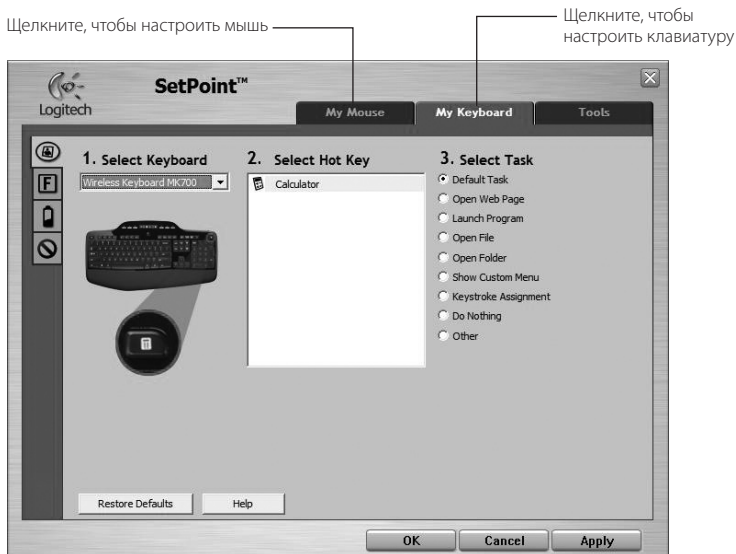 Щелкните, чтобы настроить мышь
Щелкните, чтобы
настроить клавиатуру
Logitech
SetPoint™
My Mouse
My Keyboard
Tools
1. Select Keyboard
Wireless Keyboard MK700
2. Select Hot Key
Calculator
3. Select Task
Default Task
Open Web Page
Launch Program
Open File
Open Folder
Show Custom Menu
Keystroke Assignment
Do Nothing
Other
F
Restore Defaults
Help
OK
Cancel
Apply